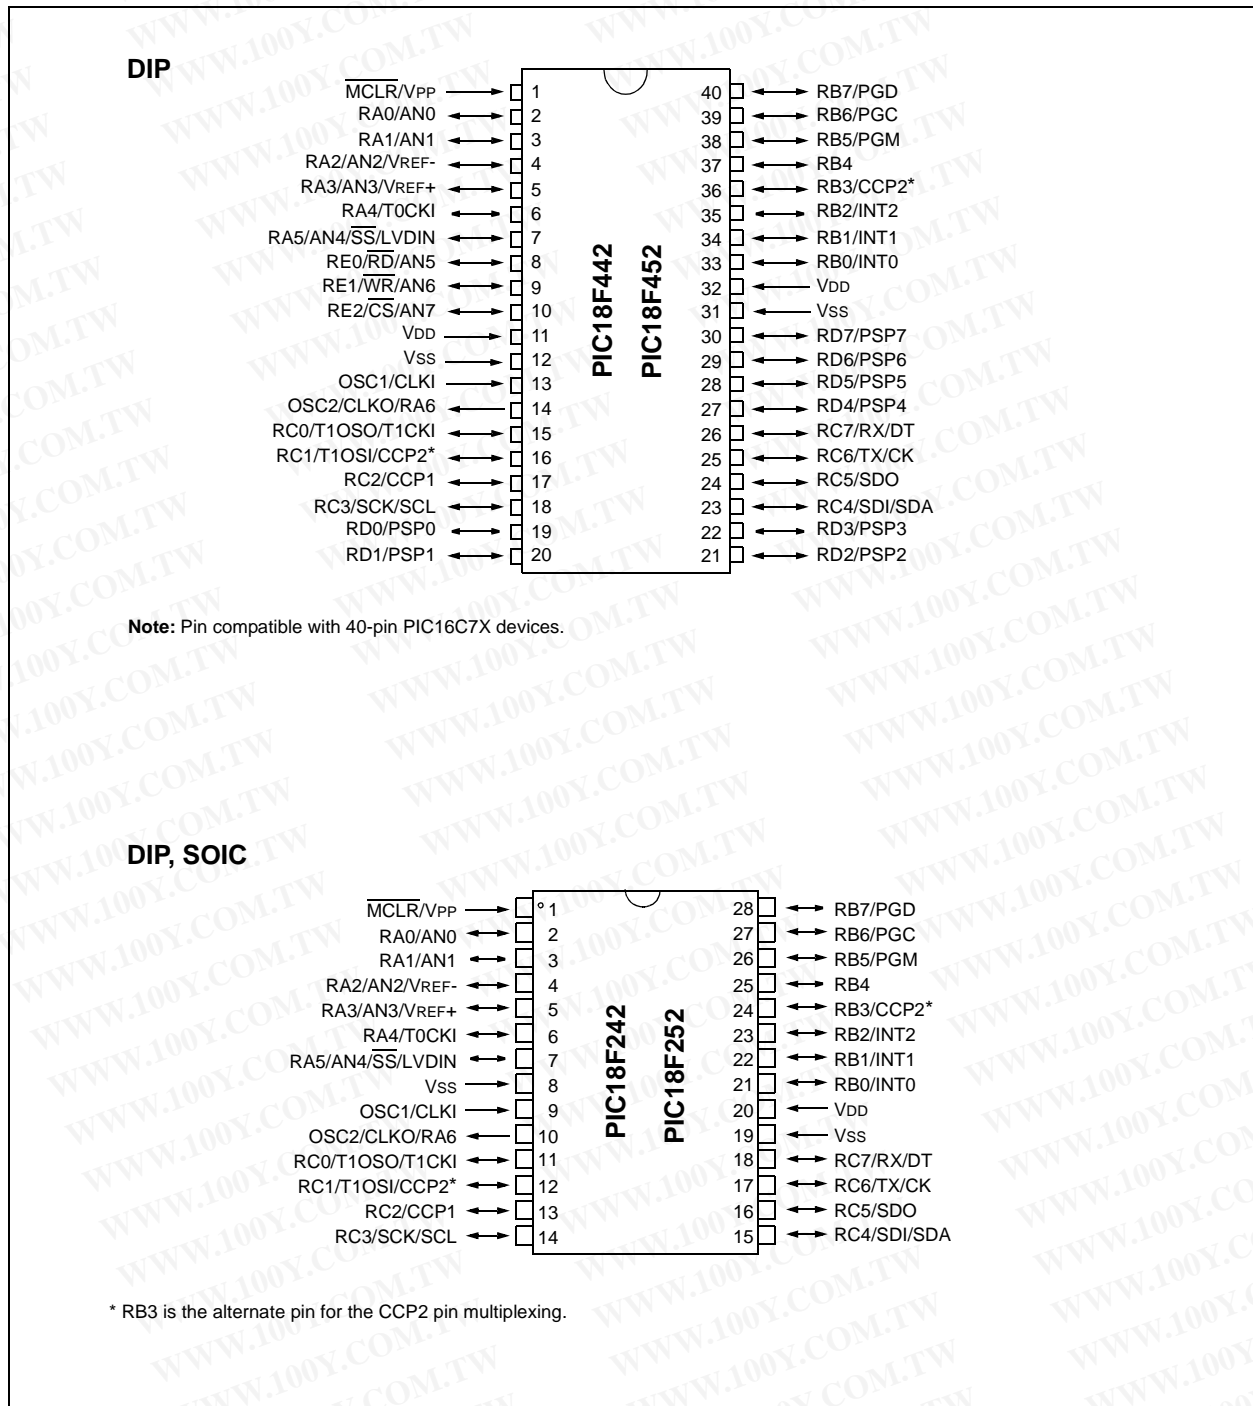 DIP
MCLR/VPP 1 40 RB7/PGD
RA0/AN0 2 39 RB6/PGC
RA1/AN1 3 38 RB5/PGM
RA2/AN2/VREF- 4 37 RB4
RA3/AN3/VREF+ 5 36 RB3/CCP2*
RA4/T0CKI 6 35 RB2/INT2
RA5/AN4/SS/LVDIN 7 34 RB1/INT1
RE0/RD/AN5 8 33 RB0/INT0
RE1/WR/AN6 9 32 VDD
RE2/CS/AN7 10 31 VSS
VDD 11 30 RD7/PSP7
VSS 12 29 RD6/PSP6
OSC1/CLKI 13 28 RD5/PSP5
OSC2/CLKO/RA6 14 27 RD4/PSP4
RC0/T1OSO/T1CKI 15 26 RC7/RX/DT
RC1/T1OSI/CCP2* 16 25 RC6/TX/CK
RC2/CCP1 17 24 RC5/SDO
RC3/SCK/SCL 18 23 RC4/SDI/SDA
RD0/PSP0 19 22 RD3/PSP3
RD1/PSP1 20 21 RD2/PSP2
PIC18F442
PIC18F452
Note: Pin compatible with 40-pin PIC16C7X devices.
DIP, SOIC
MCLR/VPP 1 28 RB7/PGD
RA0/AN0 2 27 RB6/PGC
RA1/AN1 3 26 RB5/PGM
RA2/AN2/VREF- 4 25 RB4
RA3/AN3/VREF+ 5 24 RB3/CCP2*
RA4/T0CKI 6 23 RB2/INT2
RA5/AN4/SS/LVDIN 7 22 RB1/INT1
VSS 8 21 RB0/INT0
OSC1/CLKI 9 20 VDD
OSC2/CLKO/RA6 10 19 VSS
RC0/T1OSO/T1CKI 11 18 RC7/RX/DT
RC1/T1OSI/CCP2* 12 17 RC6/TX/CK
RC2/CCP1 13 16 RC5/SDO
RC3/SCK/SCL 14 15 RC4/SDI/SDA
PIC18F242
PIC18F252
* RB3 is the alternate pin for the CCP2 pin multiplexing.
WWW.100Y.COM.TW